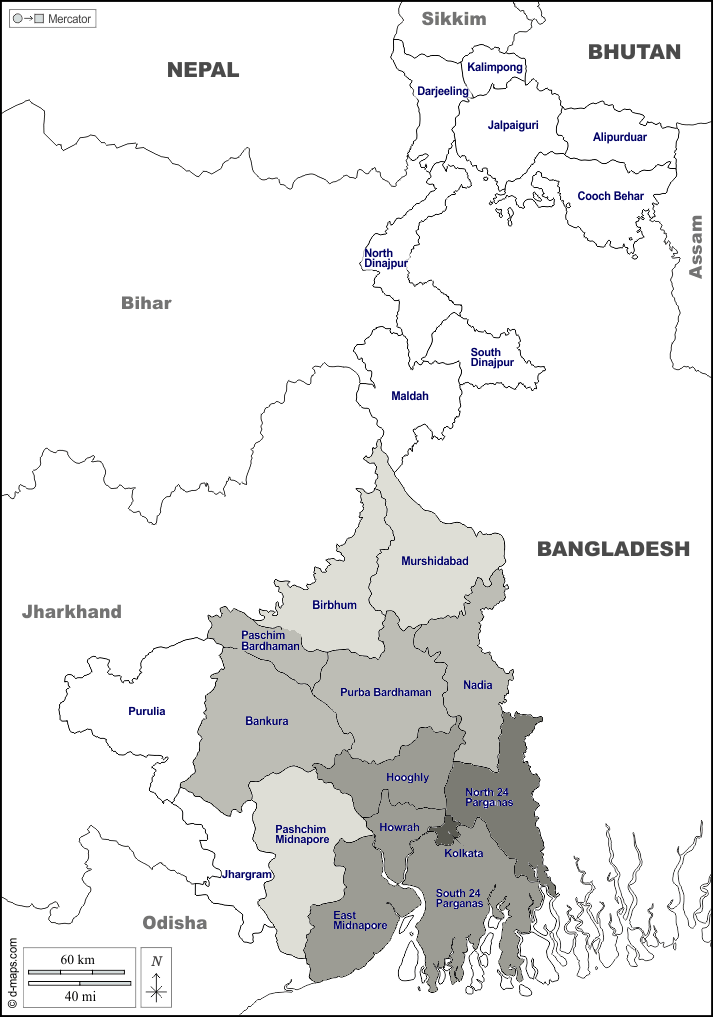 Mercator
Sikkim
NEPAL
BHUTAN
Kalimpong
Darjeeling
Jalpaiguri
Alipurduar
Cooch Behar
Assam
North
Dinajpur
Bihar
South
Dinajpur
Maldah
BANGLADESH
Murshidabad
Birbhum
Jharkhand
Paschim
Bardhaman
Nadia
Purba Bardhaman
Purulia
Bankura
Hooghly
North 24
Parganas
Howrah
Pashchim
Midnapore
Kolkata
Jhargram
South 24
Parganas
East
Midnapore
Odisha
60 km
40 mi
N
© d-maps.com